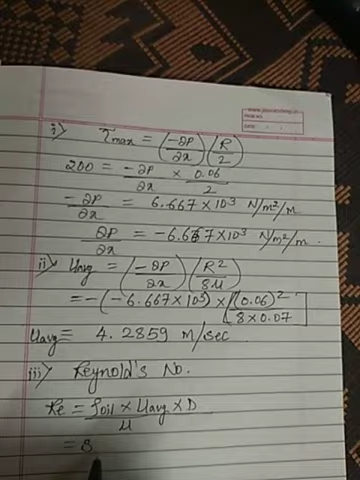 i) τmax = (-∂P/∂x) (R/2)
200 = -∂P/∂x × 0.06/2
-∂P/∂x = 6.667 × 10³ N/m²/m
∂P/∂x = -6.667 × 10³ N/m²/m.
ii) Uavg = (-∂P/∂x) (R²/8μ)
= -(-6.667 × 10³) × [(0.06)²/8 × 0.07]
Uavg = 4.2859 m/sec
iii) Reynold's No.
Re = ρoil × Uavg × D/μ
= 8